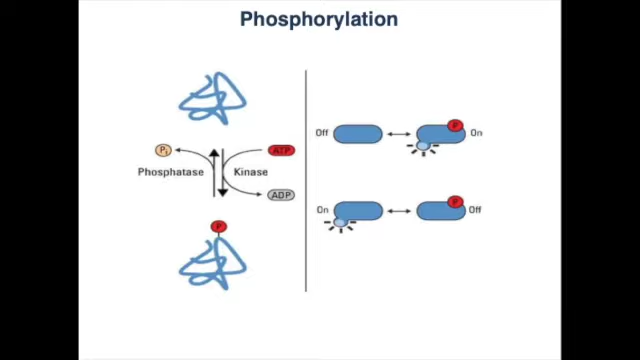 Phosphorylation
Pi
ATP
Phosphatase
Kinase
ADP
P
Off
P
On
On
P
Off